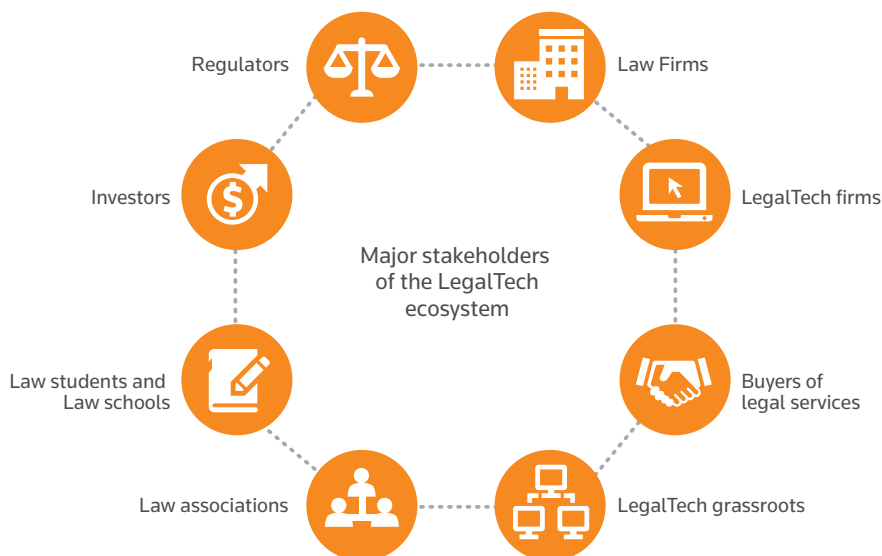 Regulators
Law Firms
Investors
LegalTech firms
Major stakeholders
of the LegalTech
ecosystem
Law students and
Law schools
Buyers of
legal services
Law associations
LegalTech grassroots
$